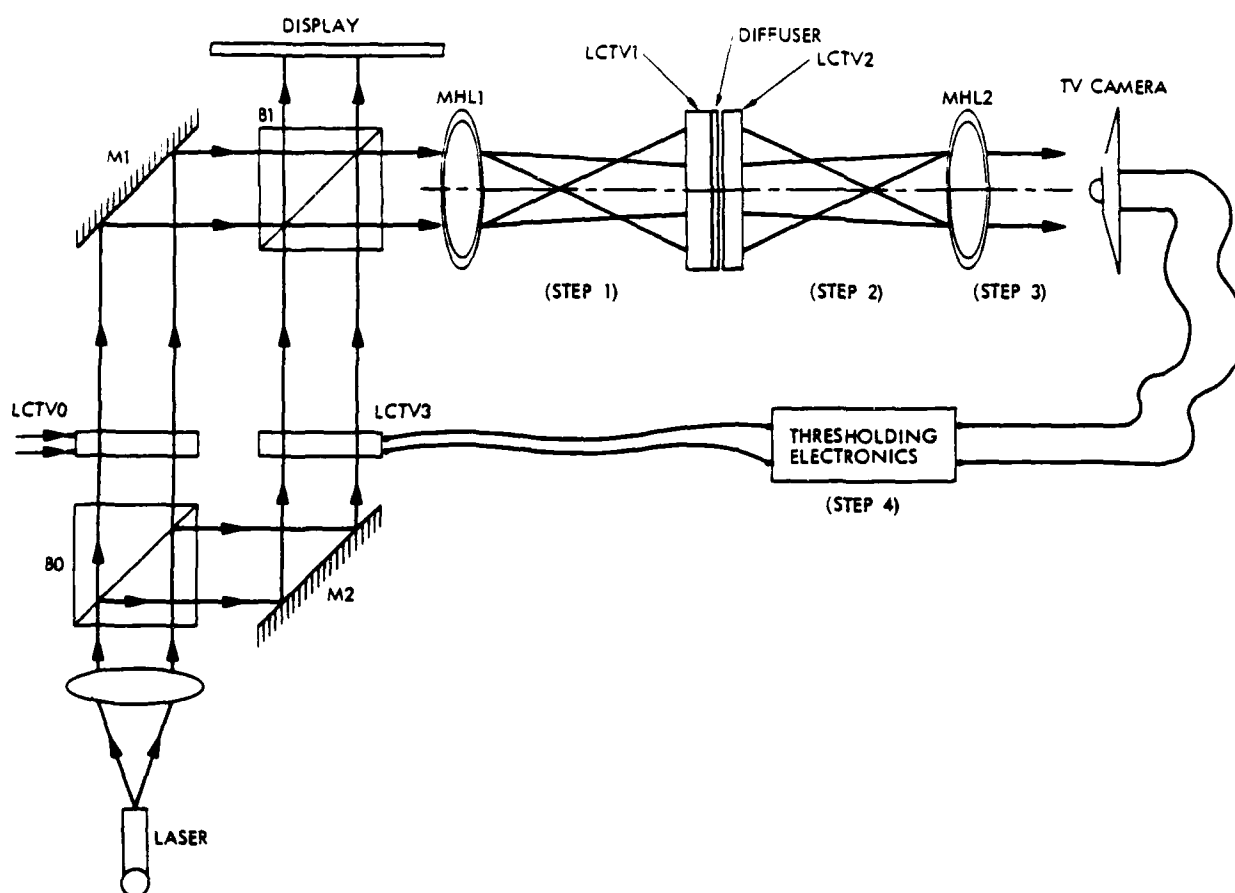 DISPLAY
DIFFUSER
LCTV1
LCTV2
MHL1
MHL2
TV CAMERA
B1
M1
(STEP 1)
(STEP 2)
(STEP 3)
LCTV0
LCTV3
THRESHOLDING
ELECTRONICS
(STEP 4)
B0
M2
LASER